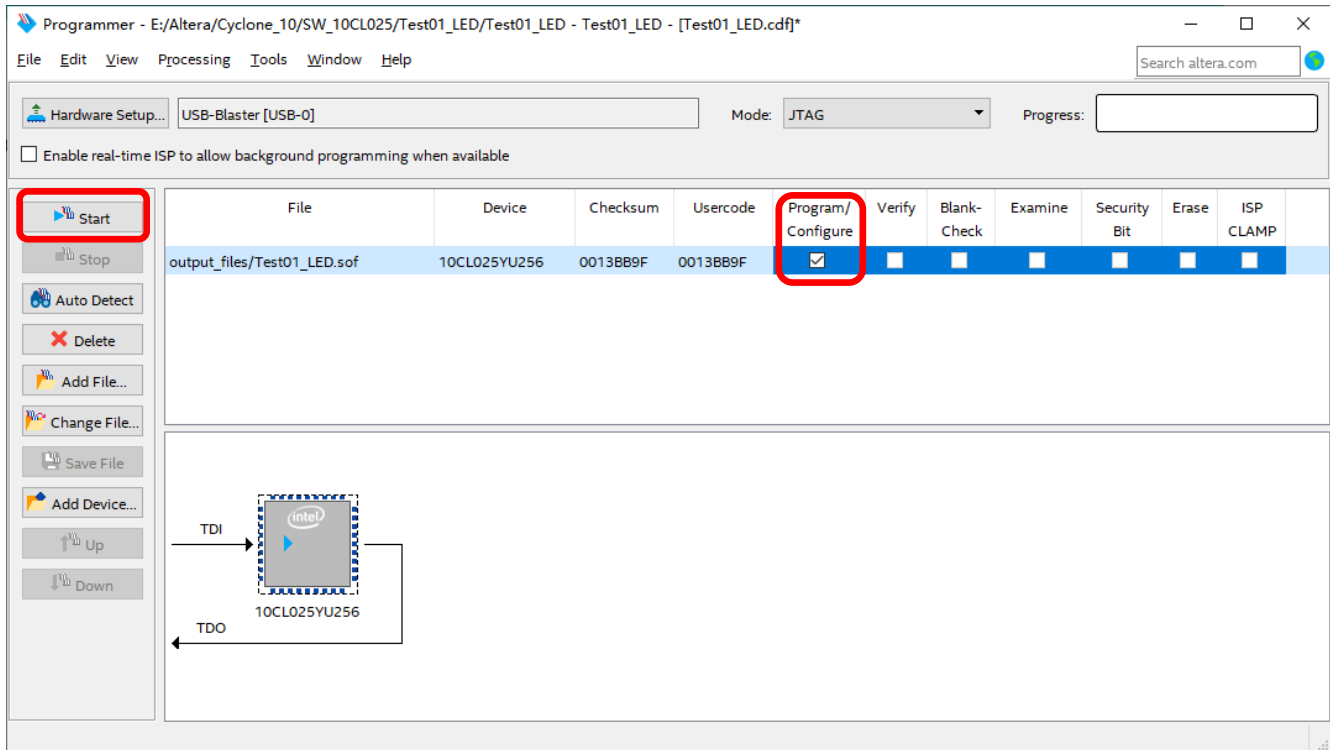 Programmer - E:/Altera/Cyclone_10/SW_10CL025/Test01_LED/Test01_LED - Test01_LED - [Test01_LED.cdf]*
File Edit View Processing Tools Window Help
Search altera.com
Hardware Setup... USB-Blaster [USB-0] Mode: JTAG Progress:
Enable real-time ISP to allow background programming when available
Start
Stop
Auto Detect
Delete
Add File...
Change File...
Save File
Add Device...
Up
Down
File Device Checksum Usercode Program/ Verify Blank- Examine Security Erase ISP
Configure Check Bit CLAMP
output_files/Test01_LED.sof 10CL025YU256 0013BB9F 0013BB9F
intel
TDI
10CL025YU256
TDO